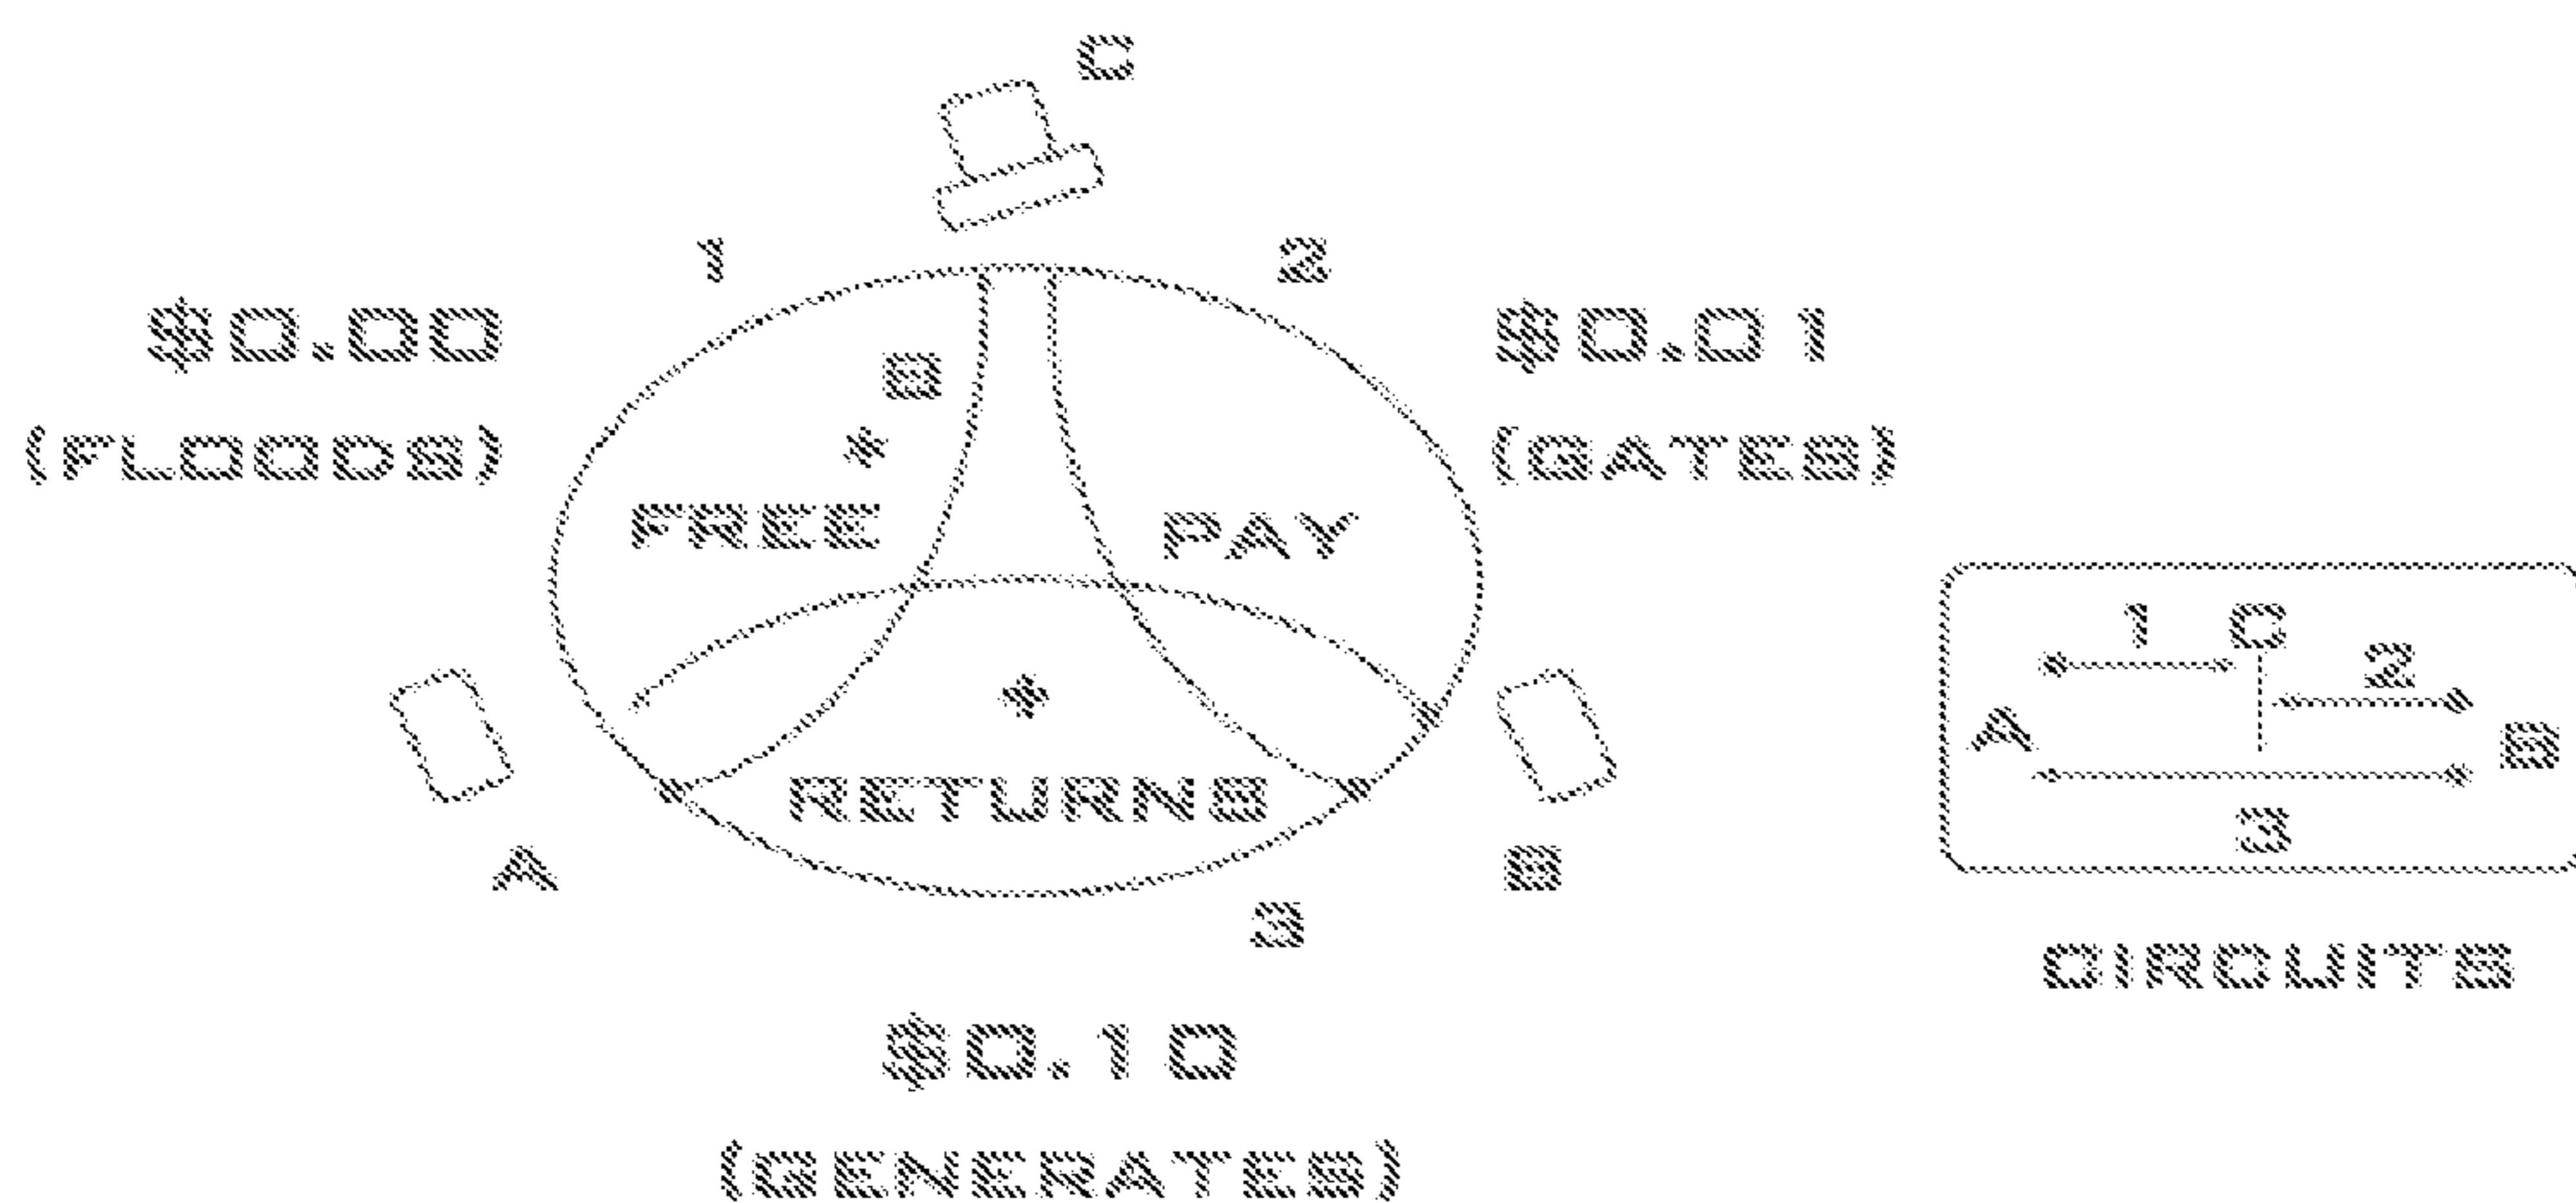 C
1
2
$0.00
$0.01
(FLOODS)
(GATES)
*
FREE
PAY
1 C
2
*
A
B
RETURNS
3
A
B
3
CIRCUITS
$0.10
(GENERATES)